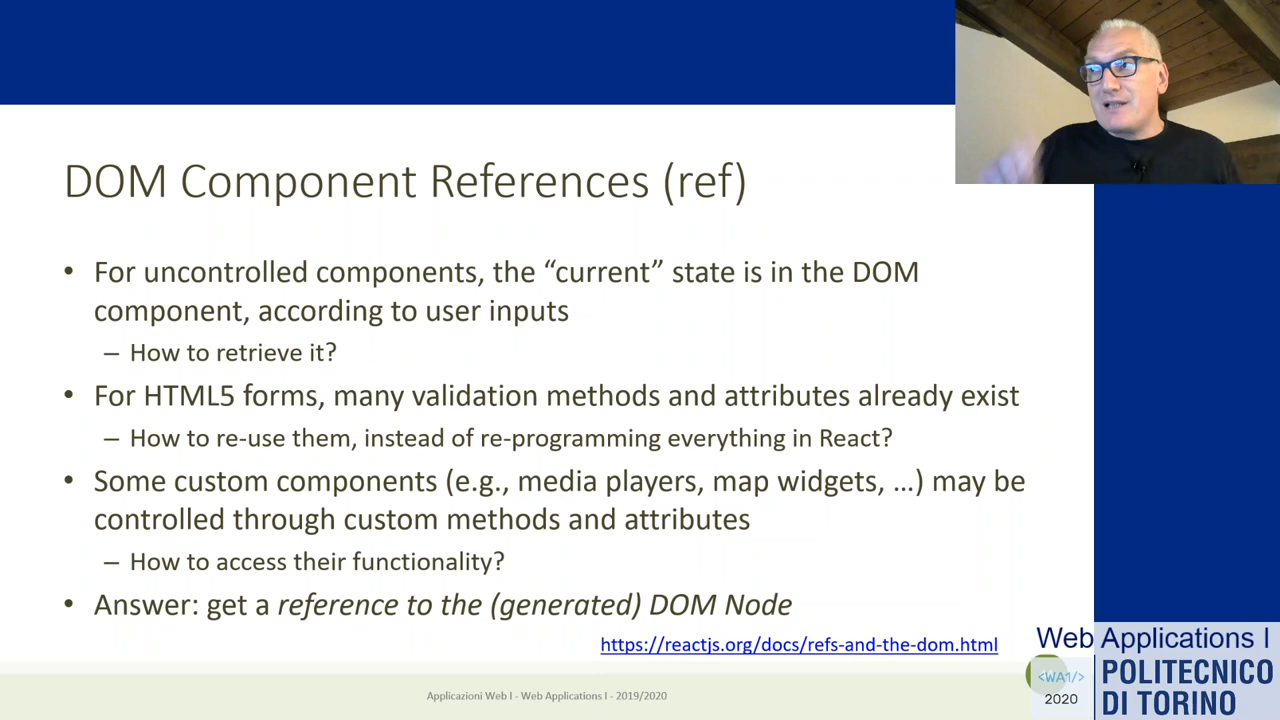 DOM Component References (ref)
• For uncontrolled components, the “current” state is in the DOM
component, according to user inputs
– How to retrieve it?
• For HTML5 forms, many validation methods and attributes already exist
– How to re-use them, instead of re-programming everything in React?
• Some custom components (e.g., media players, map widgets, …) may be
controlled through custom methods and attributes
– How to access their functionality?
• Answer: get a reference to the (generated) DOM Node
https://reactjs.org/docs/refs-and-the-dom.html
Applicazioni Web I - Web Applications I - 2019/2020
Web Applications I
<WA1/>
2020
POLITECNICO
DI TORINO